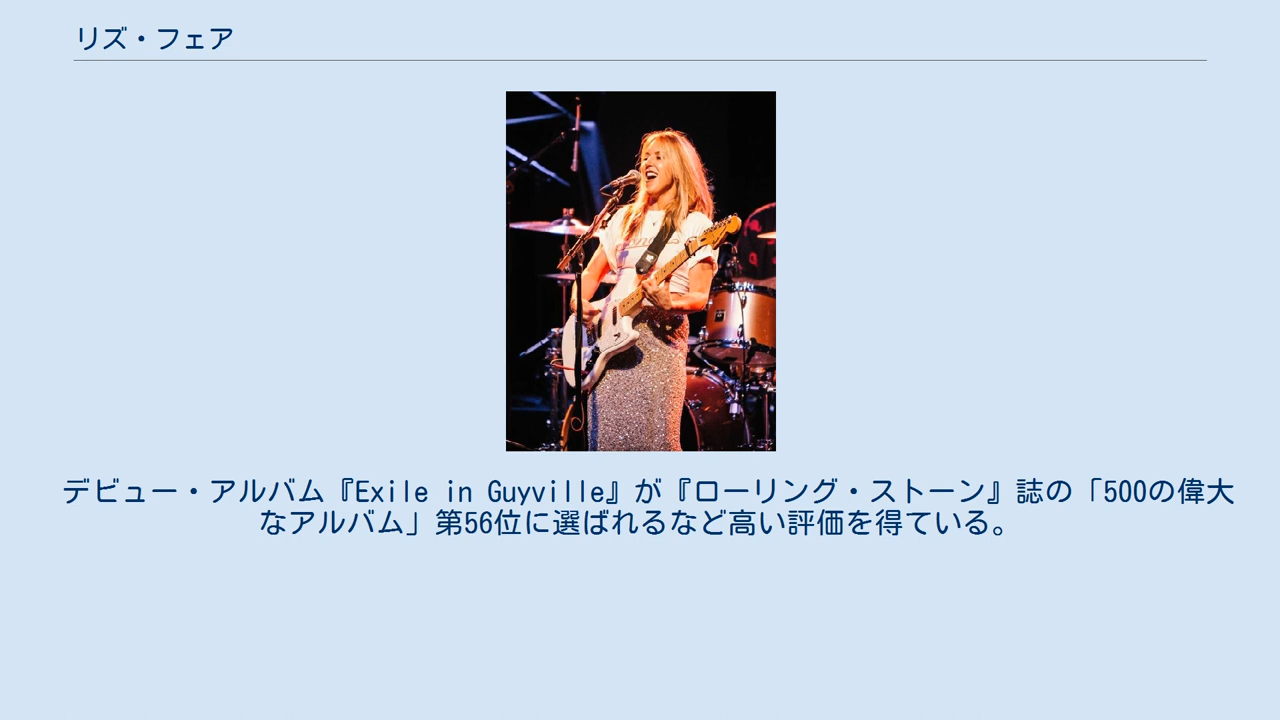 リズ・フェア
デビュー・アルバム『Exile in Guyville』が『ローリング・ストーン』誌の「500の偉大
なアルバム」第56位に選ばれるなど高い評価を得ている。